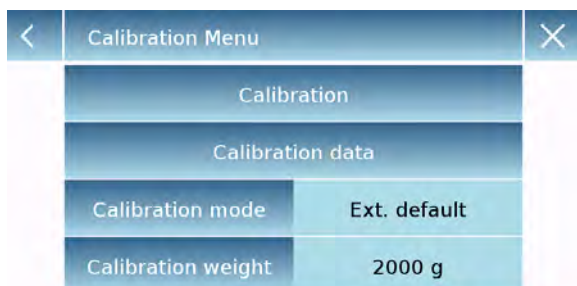 Calibration Menu
Calibration
Calibration data
Calibration mode Ext. default
Calibration weight 2000 g